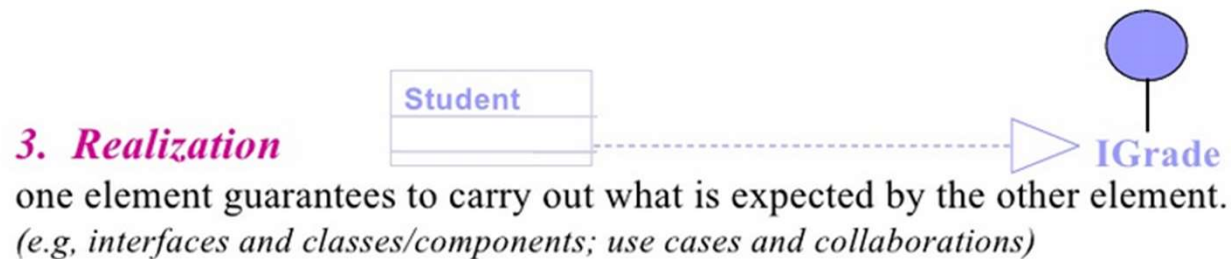 Student
3. Realization
IGrade
one element guarantees to carry out what is expected by the other element.
(e.g, interfaces and classes/components; use cases and collaborations)